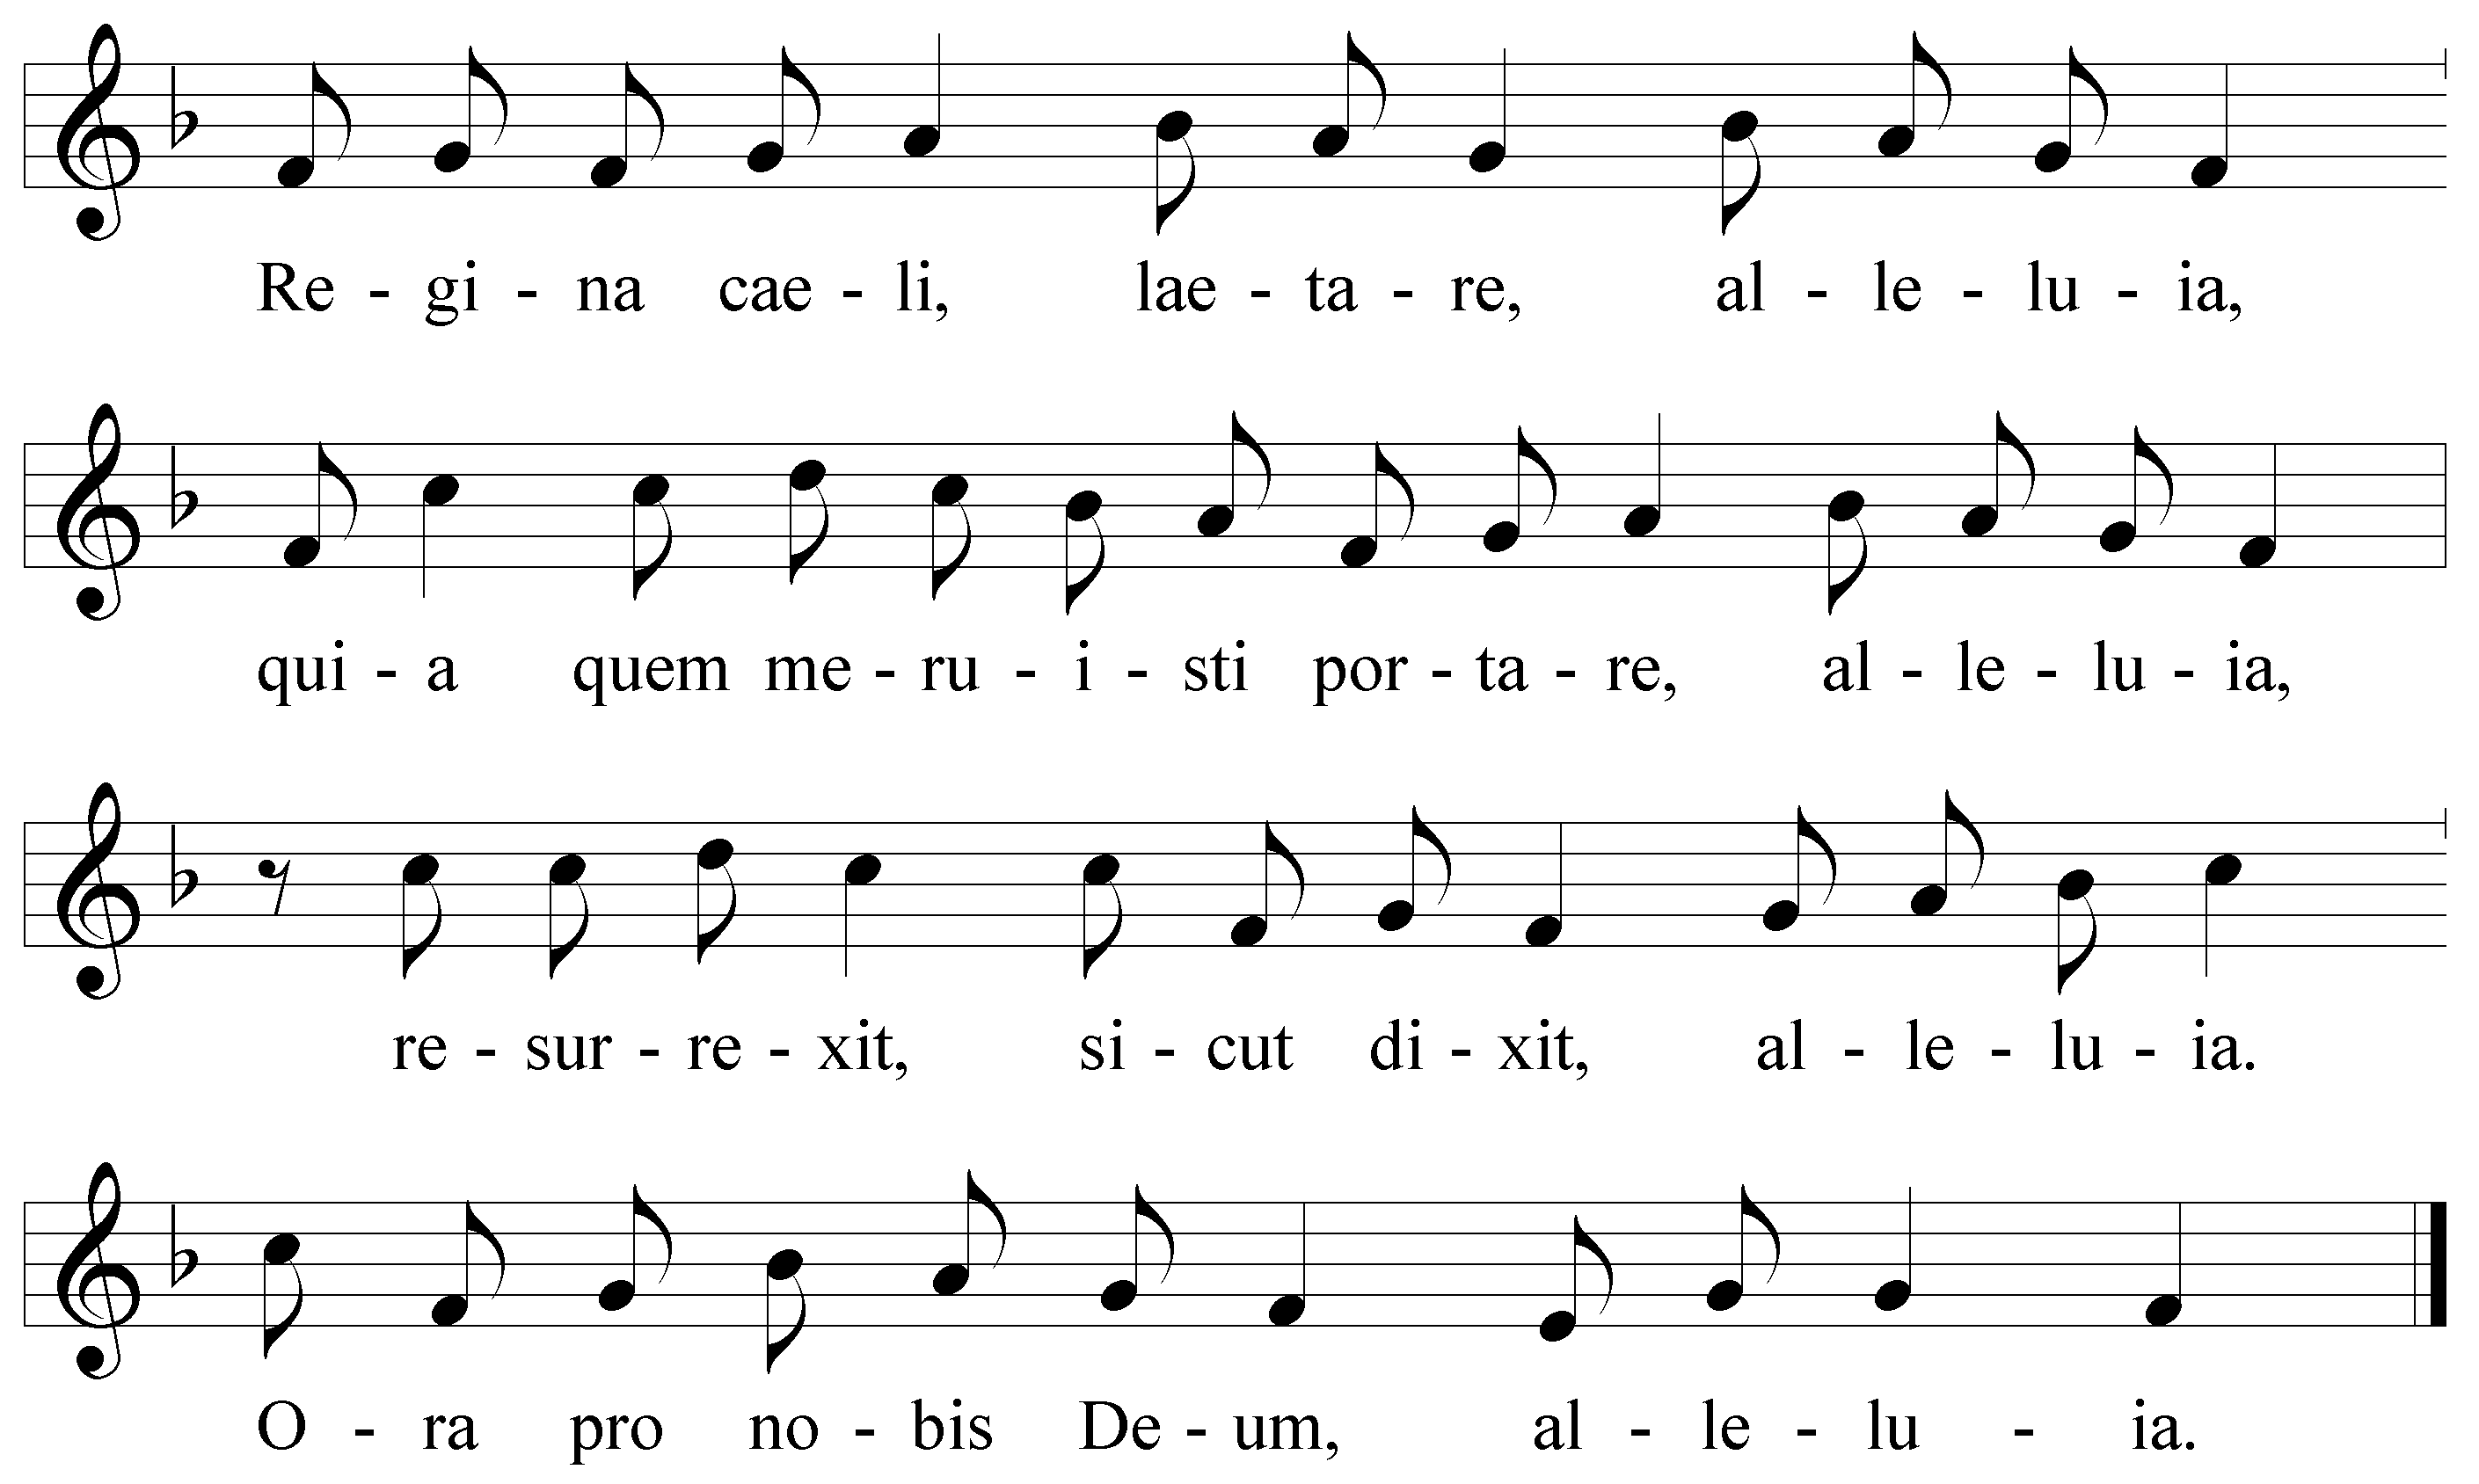 Re - gi - na cae - li, lae - ta - re, al - le - lu - ia,
qui - a quem me - ru - i - sti por - ta - re, al - le - lu - ia,
re - sur - re - xit, si - cut di - xit, al - le - lu - ia.
O - ra pro no - bis De - um, al - le - lu - ia.